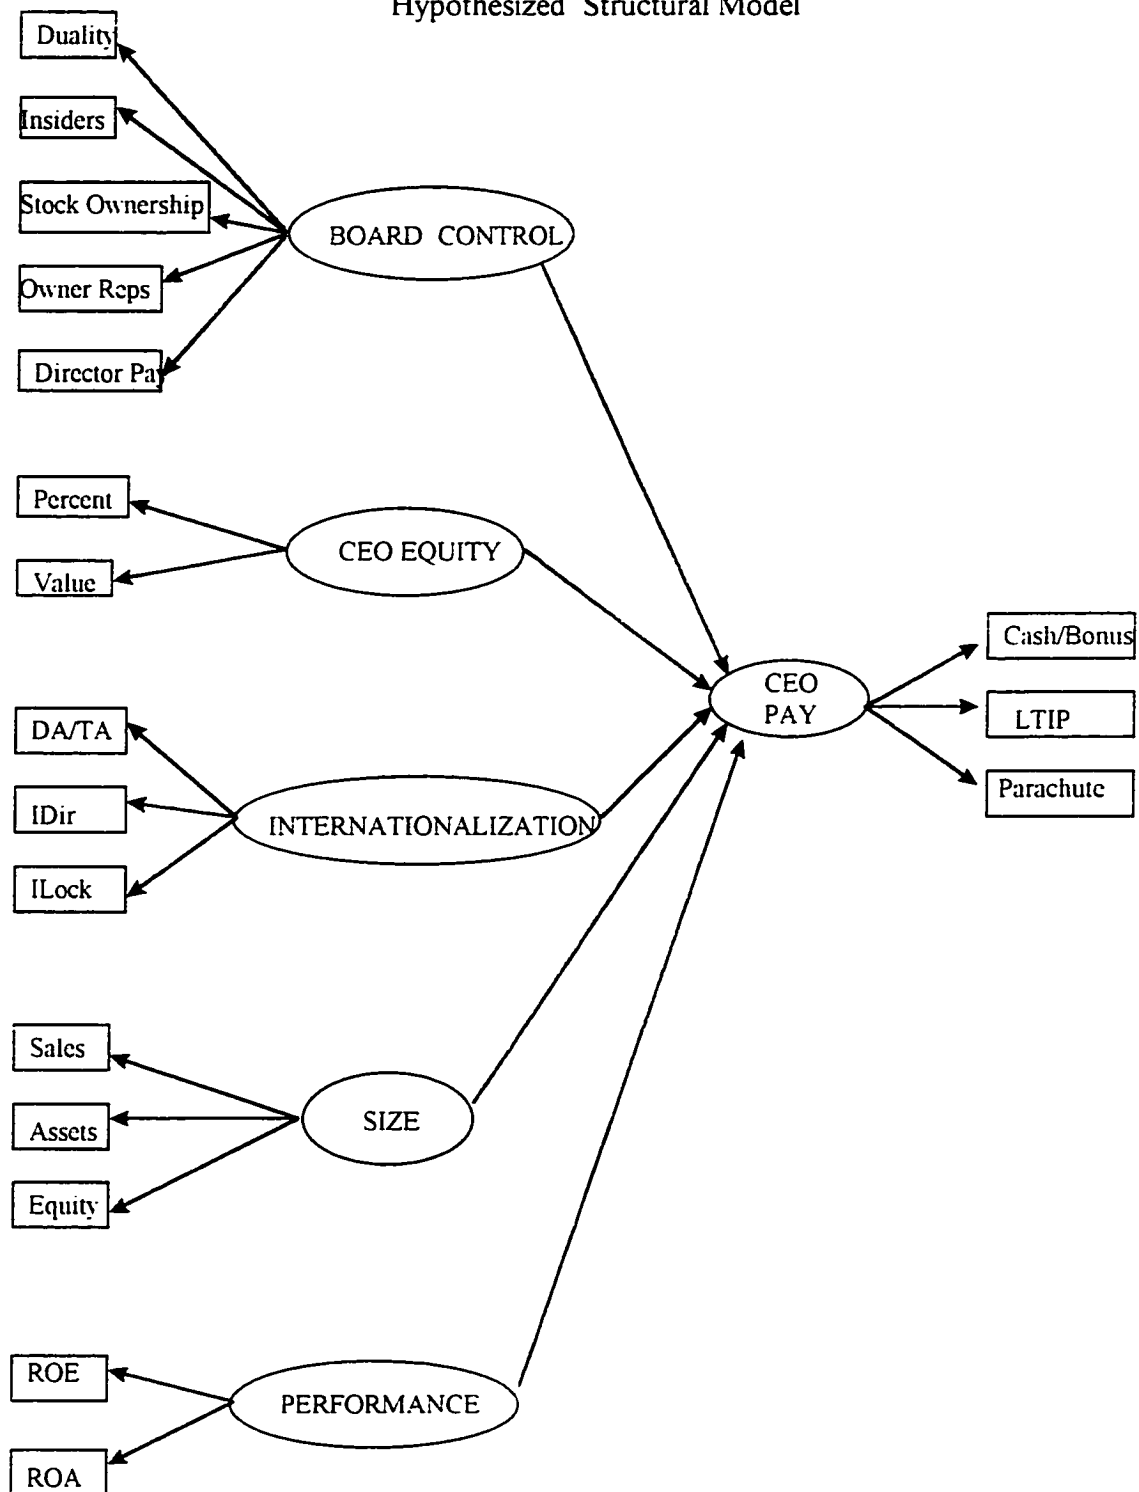 Hypothesized Structural Model
Duality
Insiders
Stock Ownership
Owner Reps
Director Pay
BOARD CONTROL
Percent
Value
CEO EQUITY
CEO
PAY
Cash/Bonus
LTIP
Parachute
DA/TA
IDir
ILock
INTERNATIONALIZATION
Sales
Assets
Equity
SIZE
ROE
ROA
PERFORMANCE